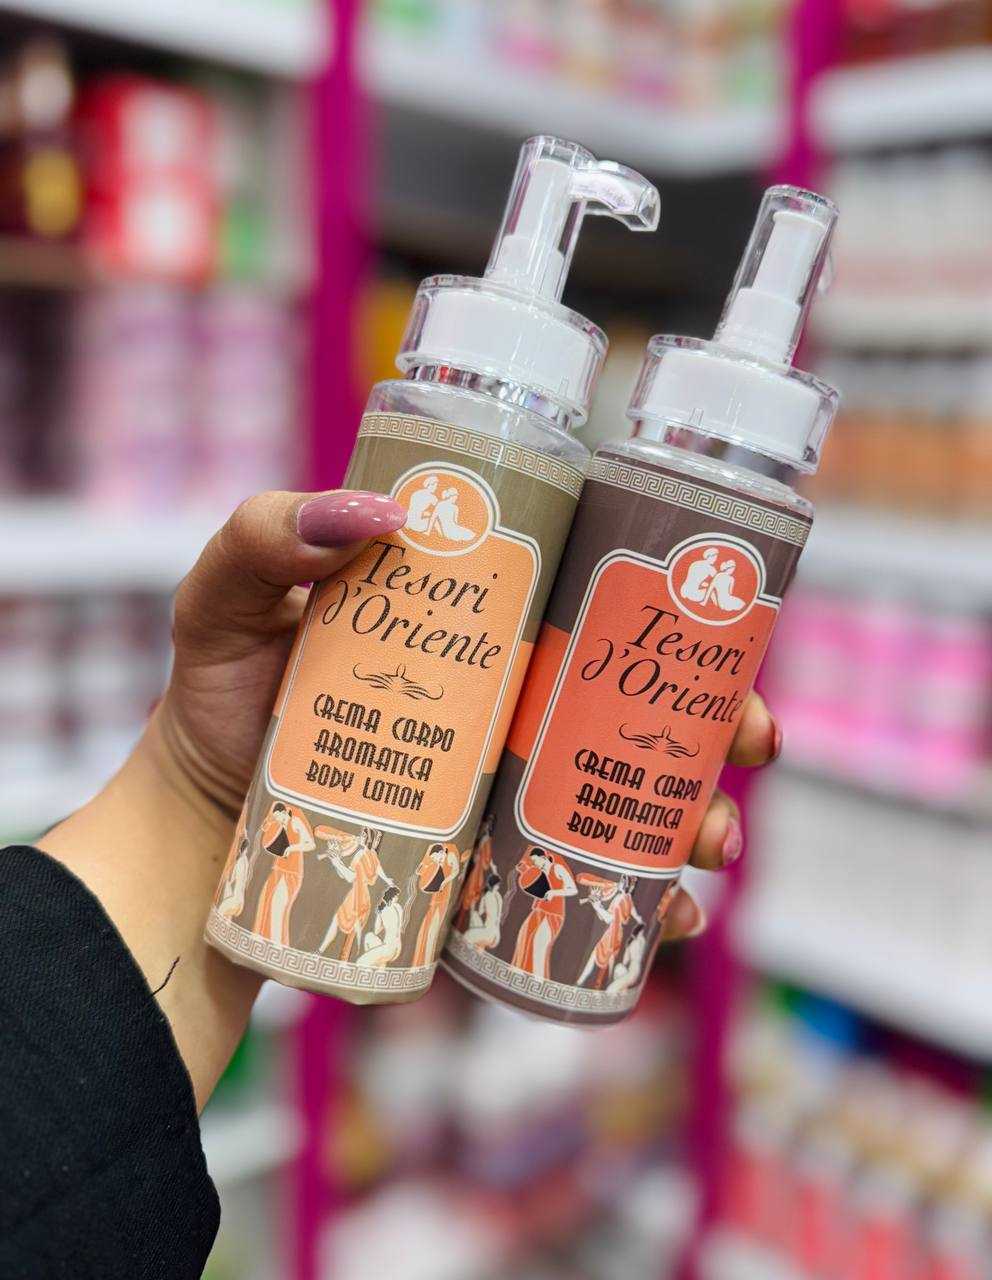 Tesori
d'Oriente
CREMA CORPO
AROMATICA
BODY LOTION
Tesori
d'Oriente
CREMA CORPO
AROMATICA
BODY LOTION